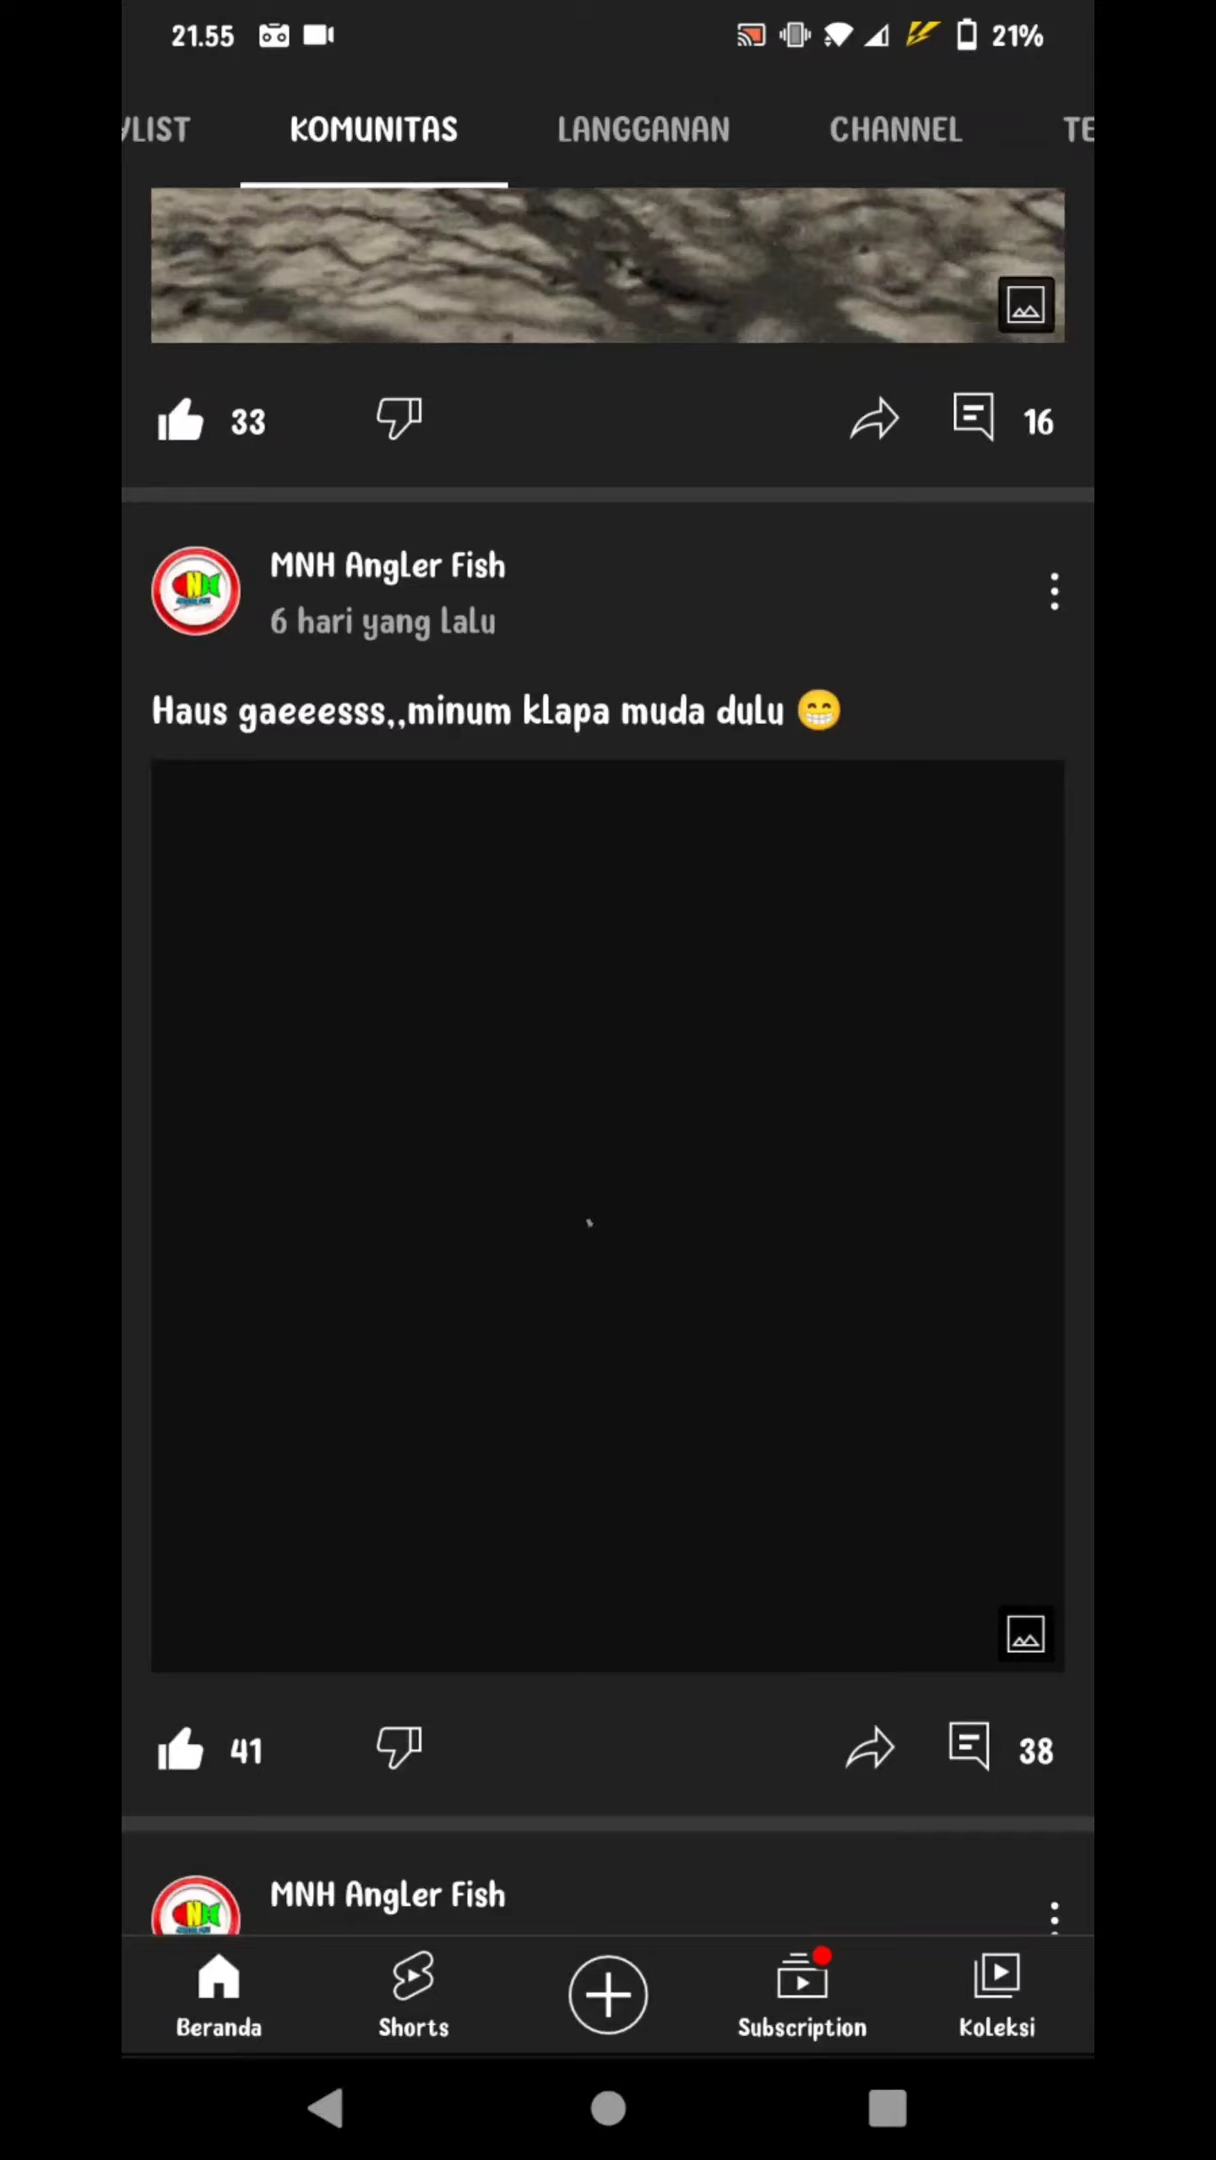 21.55 21%
YLIST KOMUNITAS LANGGANAN CHANNEL TE
33 16
MNH Angler Fish
6 hari yang lalu
Haus gaeeesss,,minum klapa muda dulu 😁
41 38
MNH Angler Fish
Beranda Shorts Subscription Koleksi